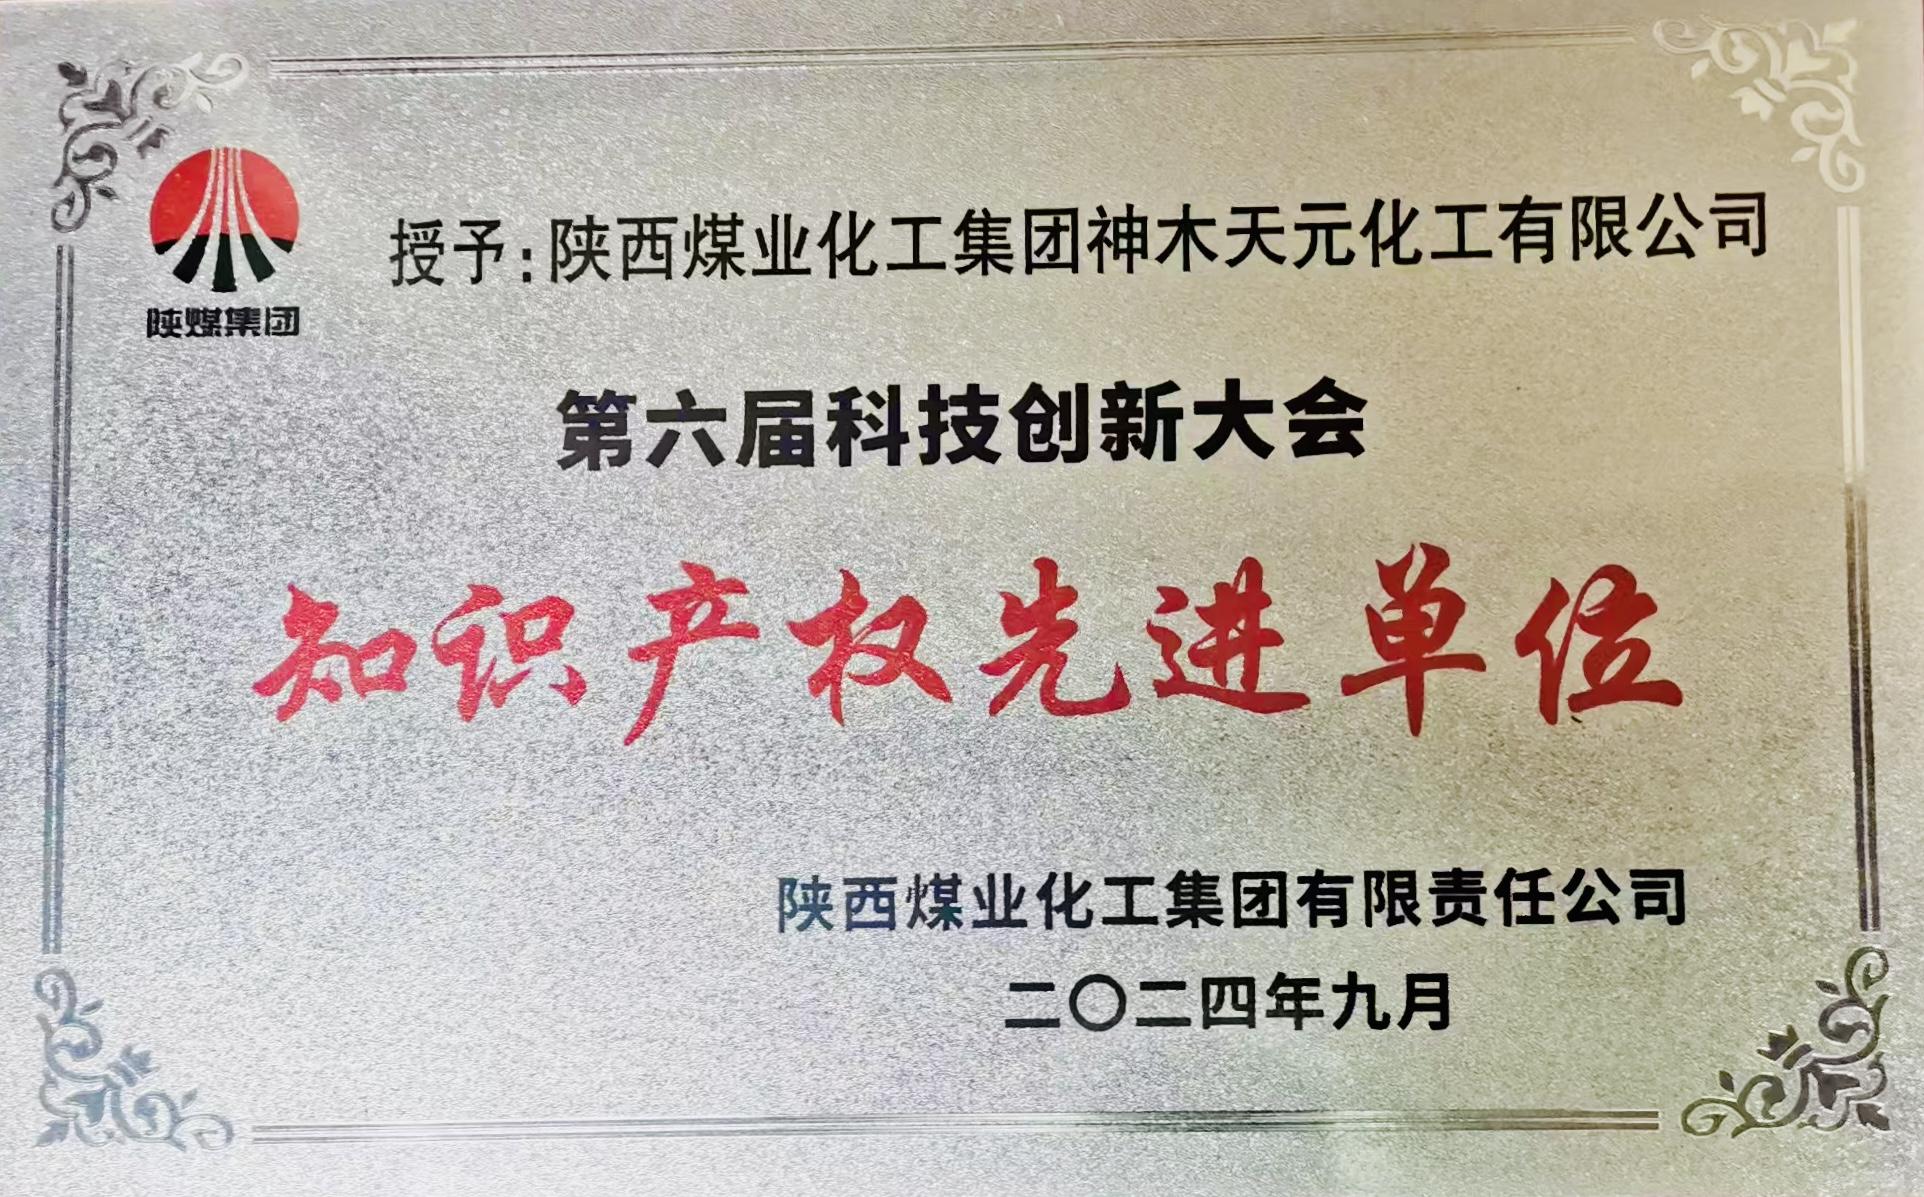 陕煤集团
授予:陕西煤业化工集团神木天元化工有限公司
第六届科技创新大会
知识产权先进单位
陕西煤业化工集团有限责任公司
二〇二四年九月